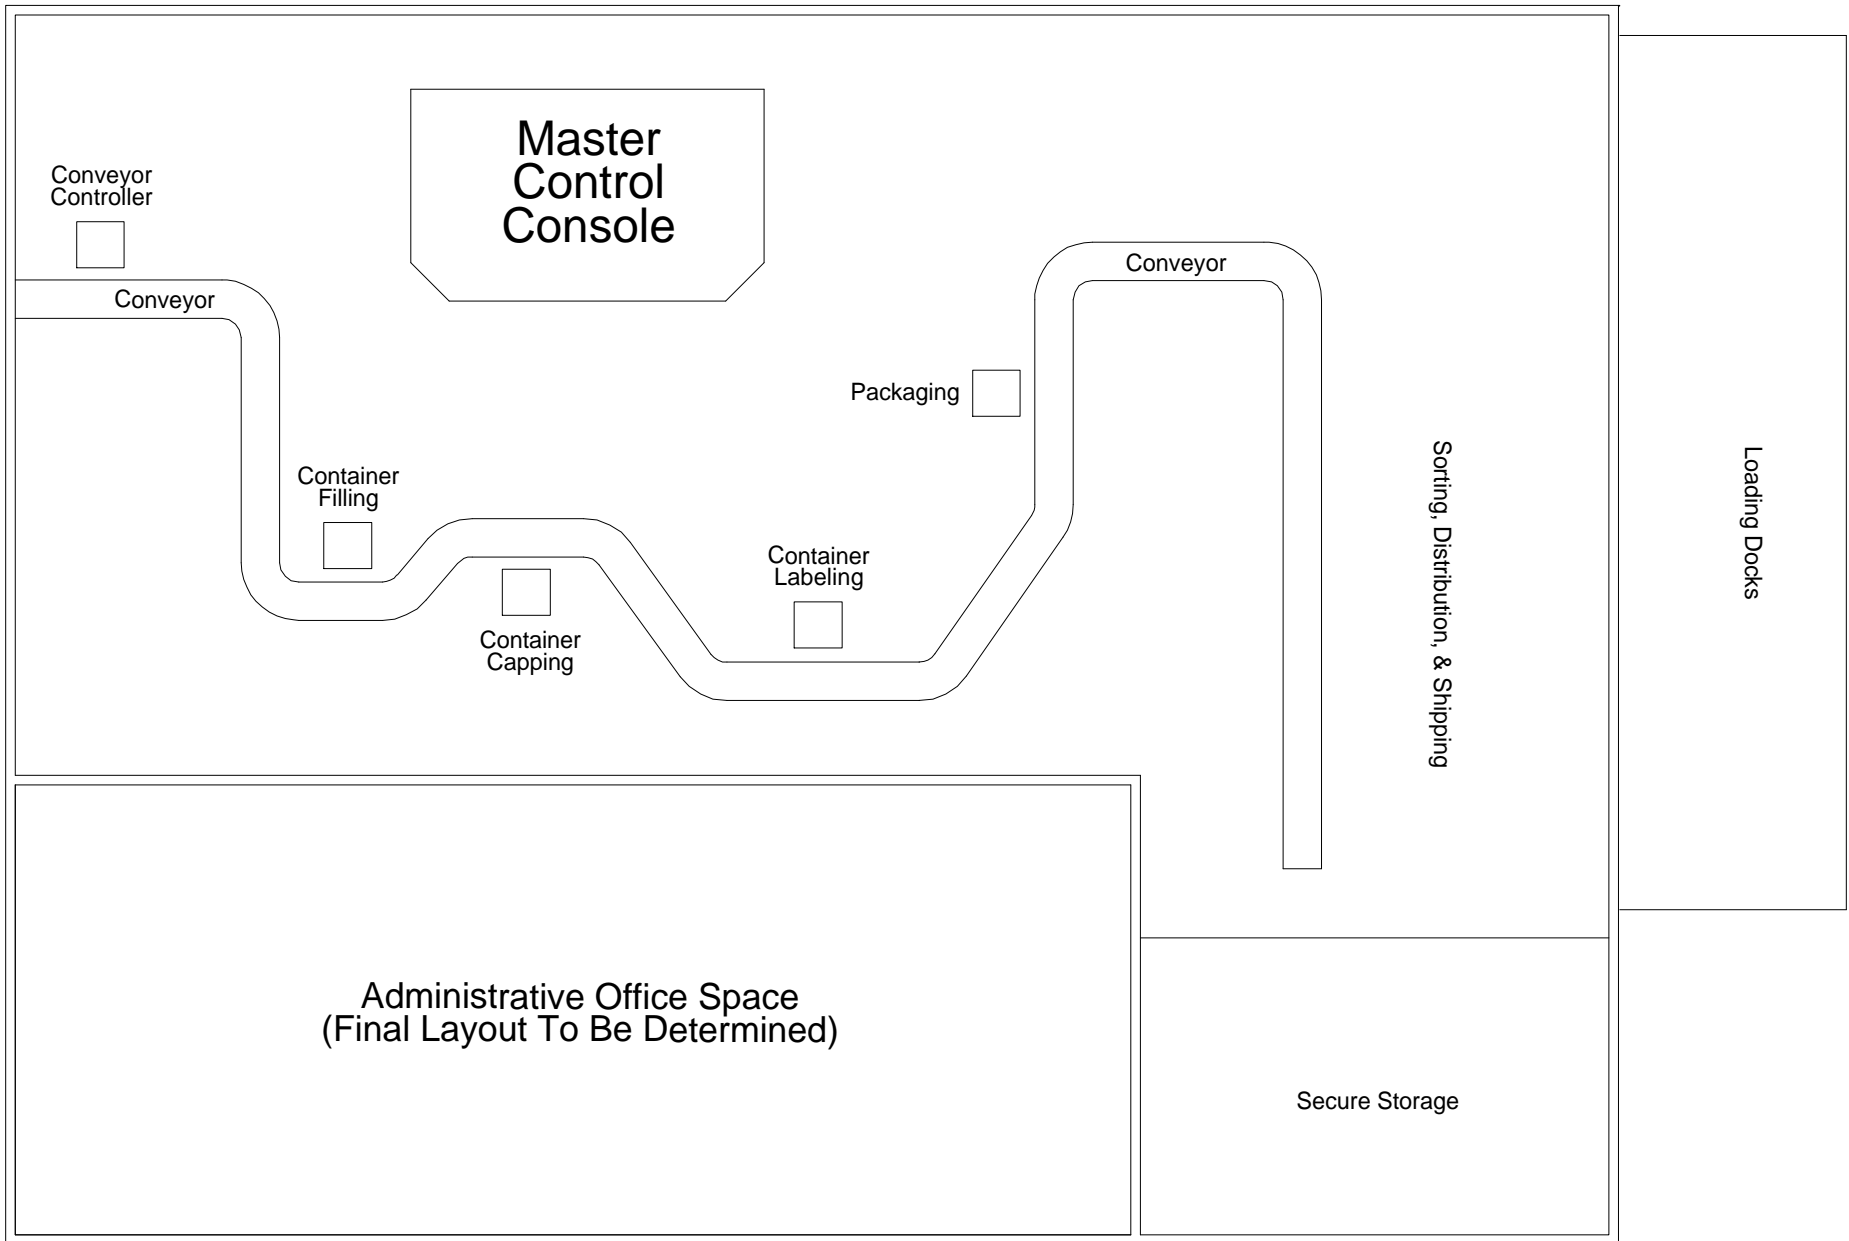 Master
Control
Console
Conveyor
Controller
Conveyor
Conveyor
Packaging
Container
Filling
Container
Labeling
Container
Capping
Sorting, Distribution, & Shipping
Loading Docks
Administrative Office Space
(Final Layout To Be Determined)
Secure Storage